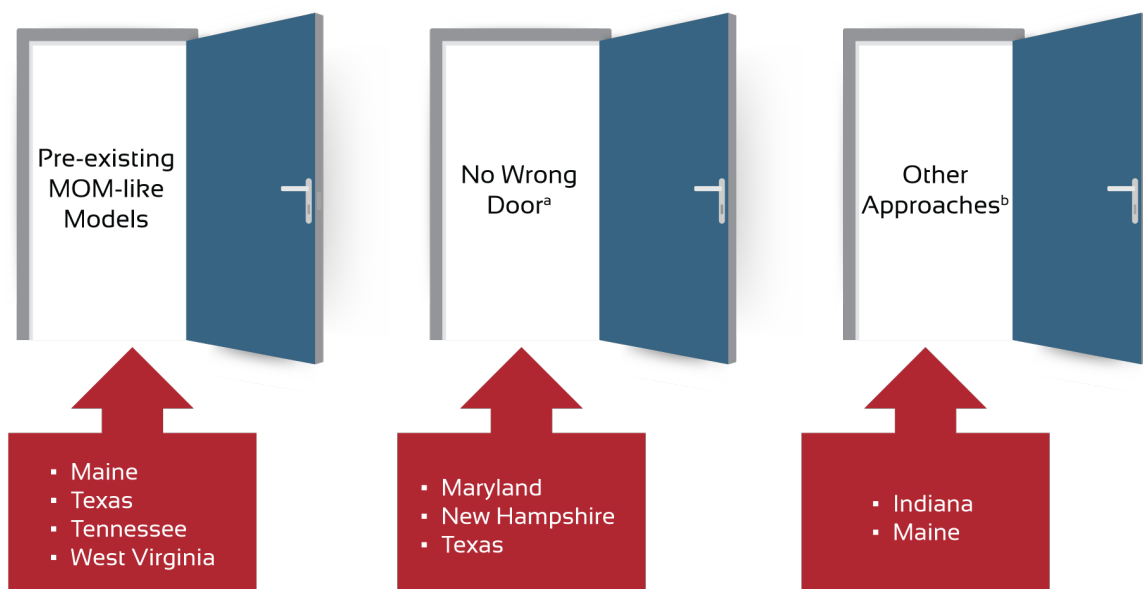 Pre-existing
MOM-like
Models
No Wrong
Doorᵃ
Other
Approachesᵇ
▪ Maine
▪ Texas
▪ Tennessee
▪ West Virginia
▪ Maryland
▪ New Hampshire
▪ Texas
▪ Indiana
▪ Maine